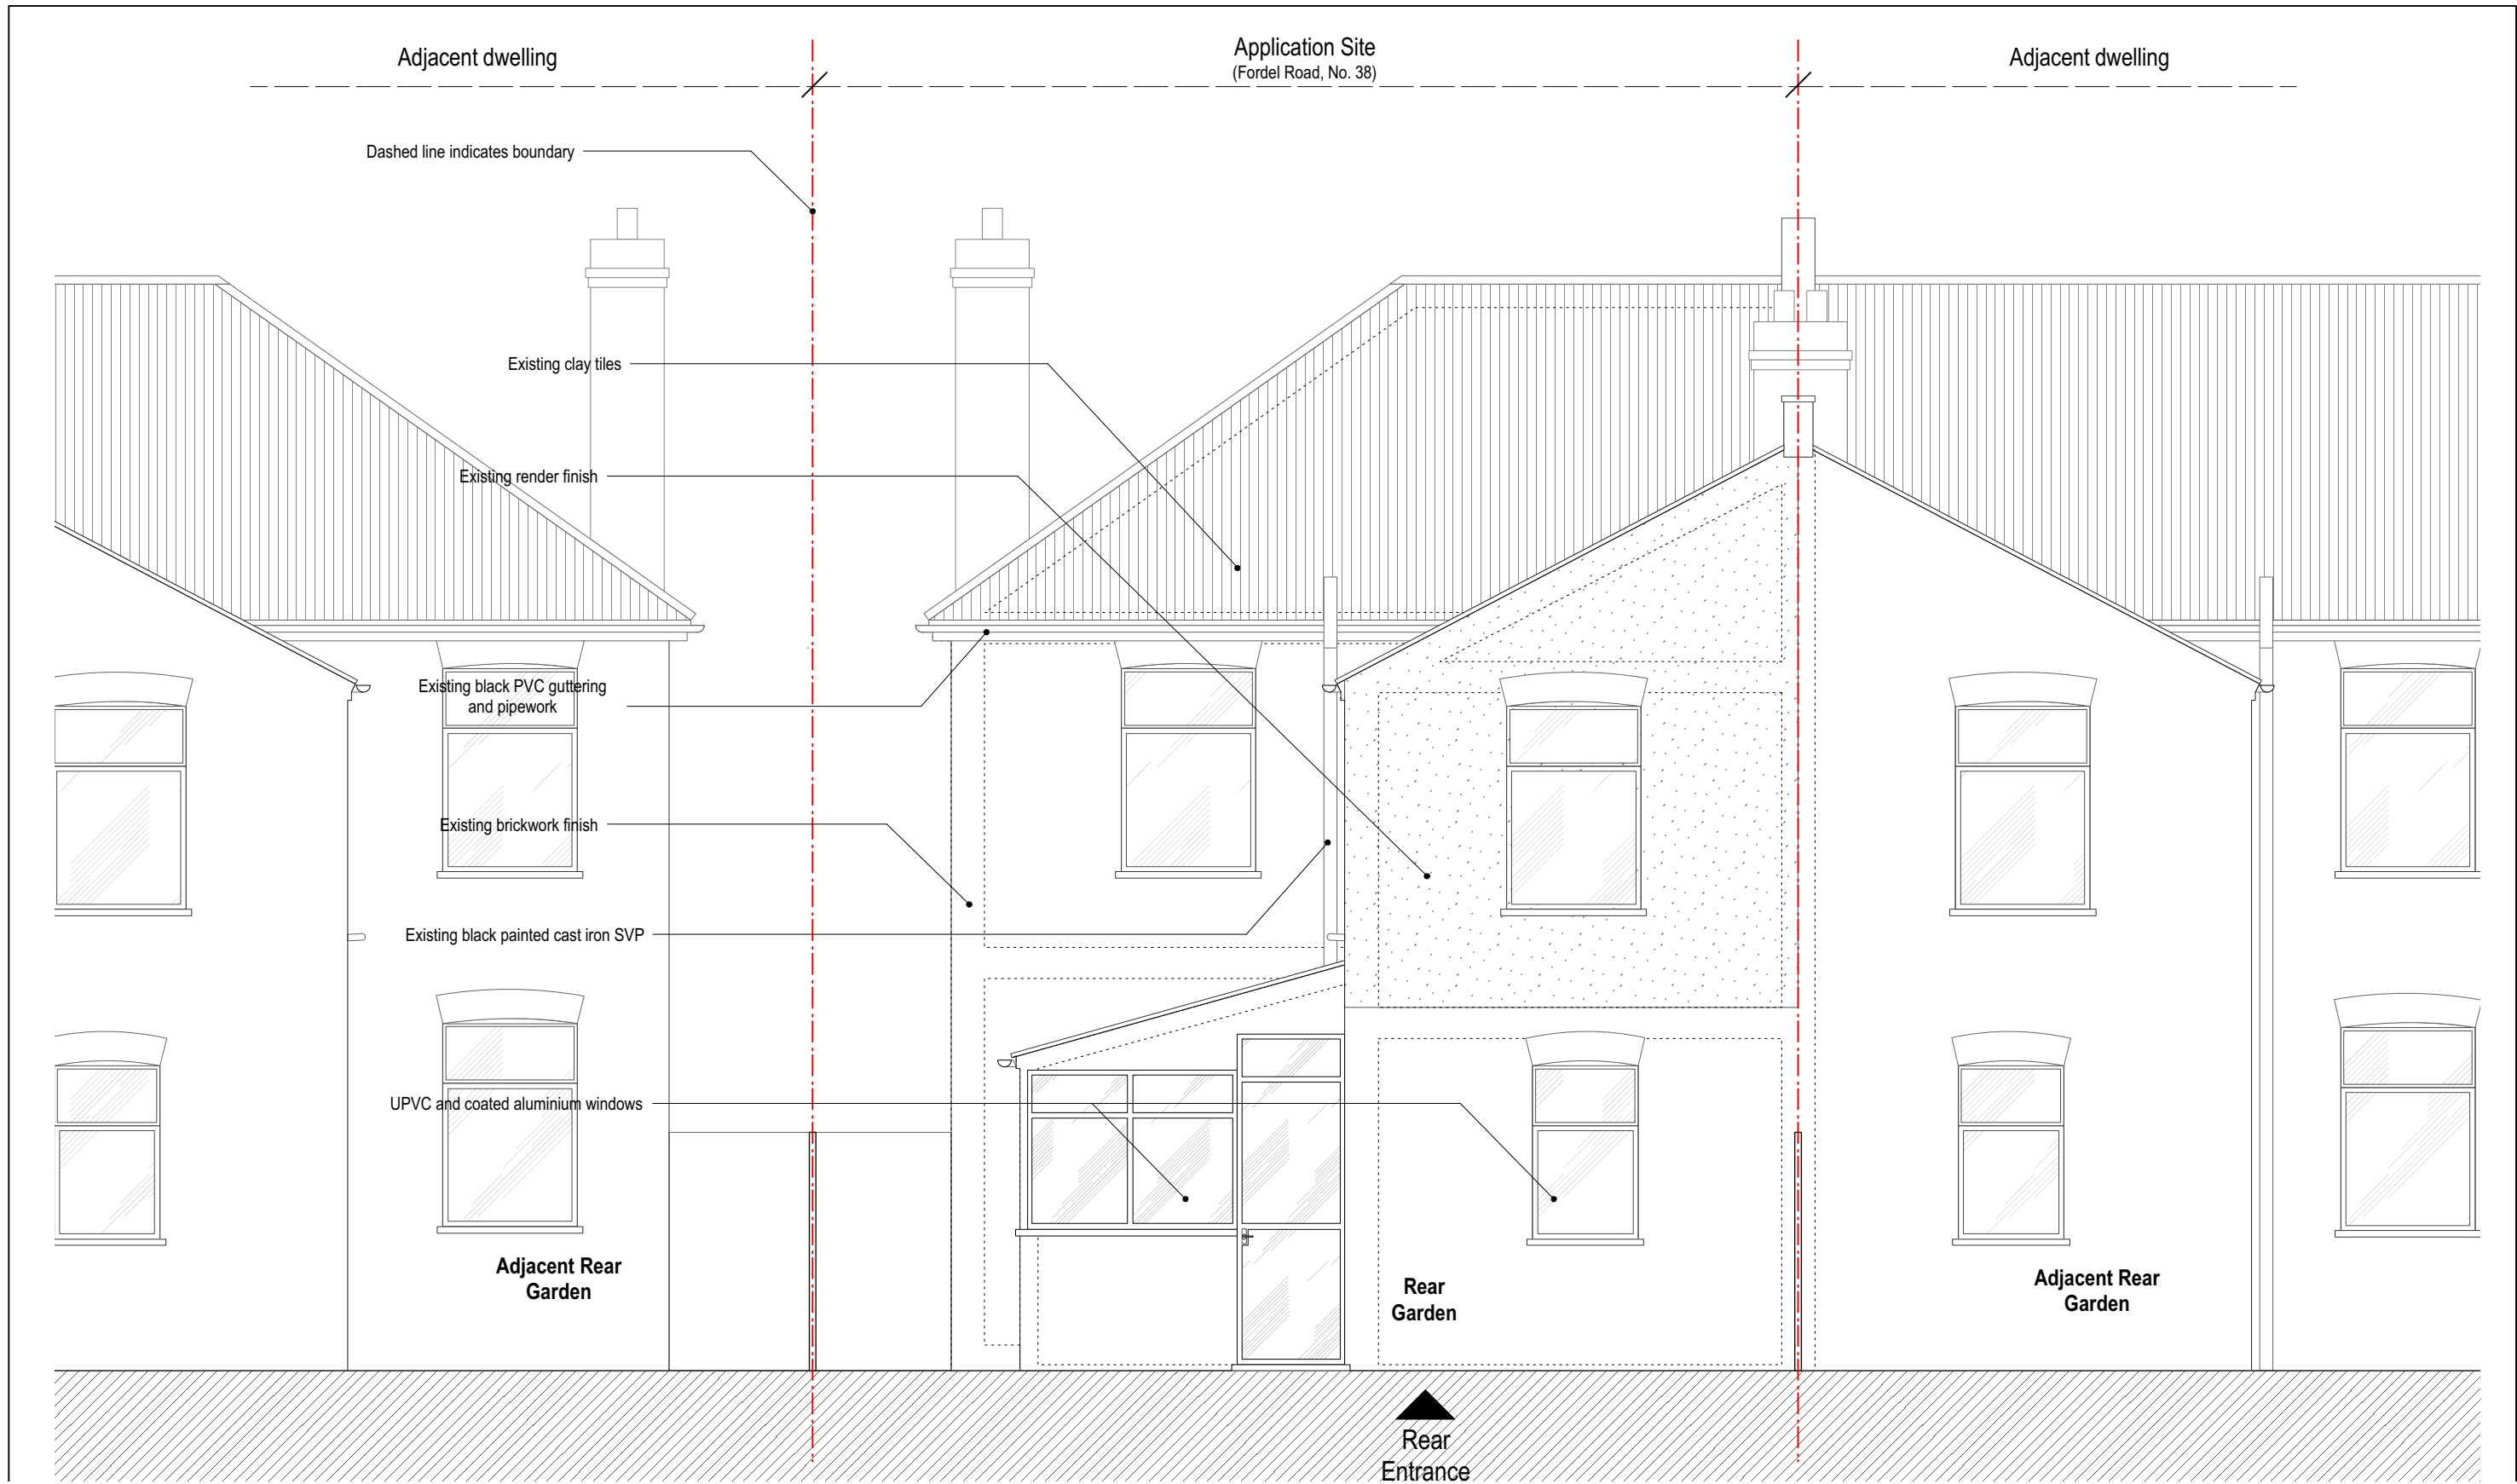 Adjacent dwelling
Application Site
(Fordel Road, No. 38)
Adjacent dwelling
Dashed line indicates boundary
Existing clay tiles
Existing render finish
Existing black PVC guttering
and pipework
Existing brickwork finish
Existing black painted cast iron SVP
UPVC and coated aluminium windows
Adjacent Rear
Garden
Rear
Garden
Adjacent Rear
Garden
Rear
Entrance